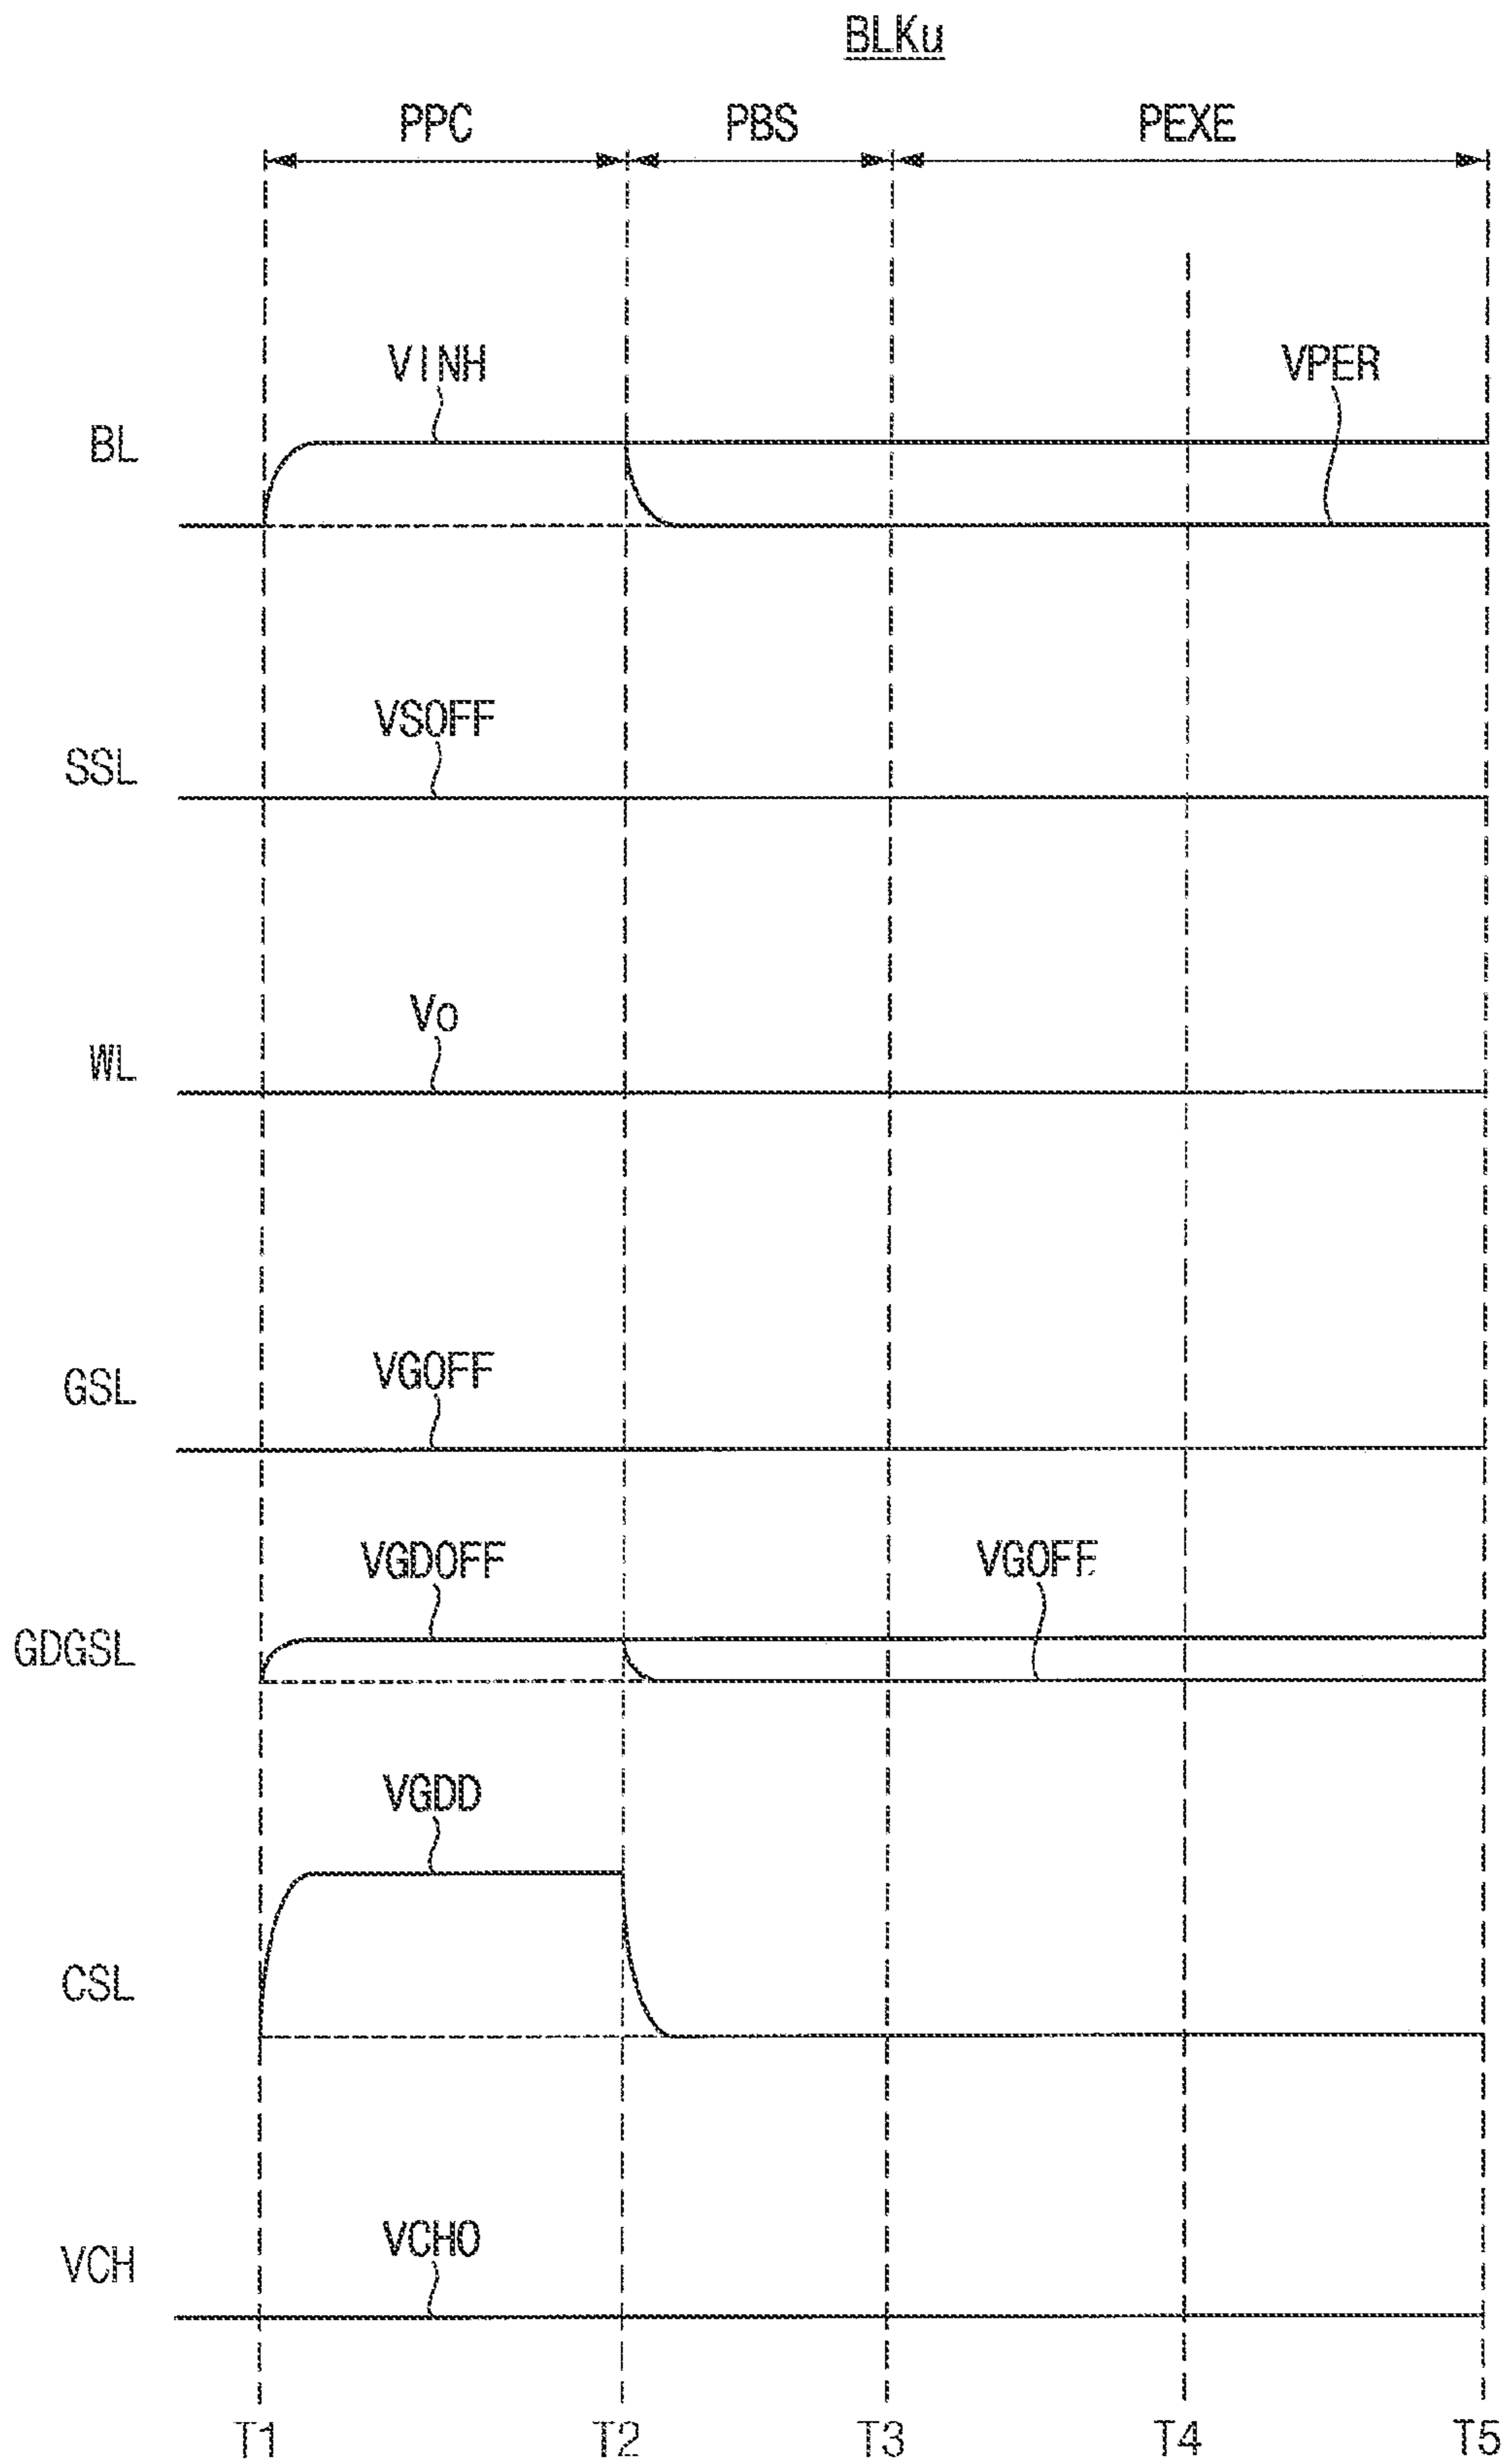 BLKu
PPC PBS PEXE
VINH VPER
BL
VSOFF
SSL
Vo
WL
VGOFF
GSL
VGDOFF VGOFF
GDGSL
VGDD
CSL
VCHO
VCH
T1 T2 T3 T4 T5